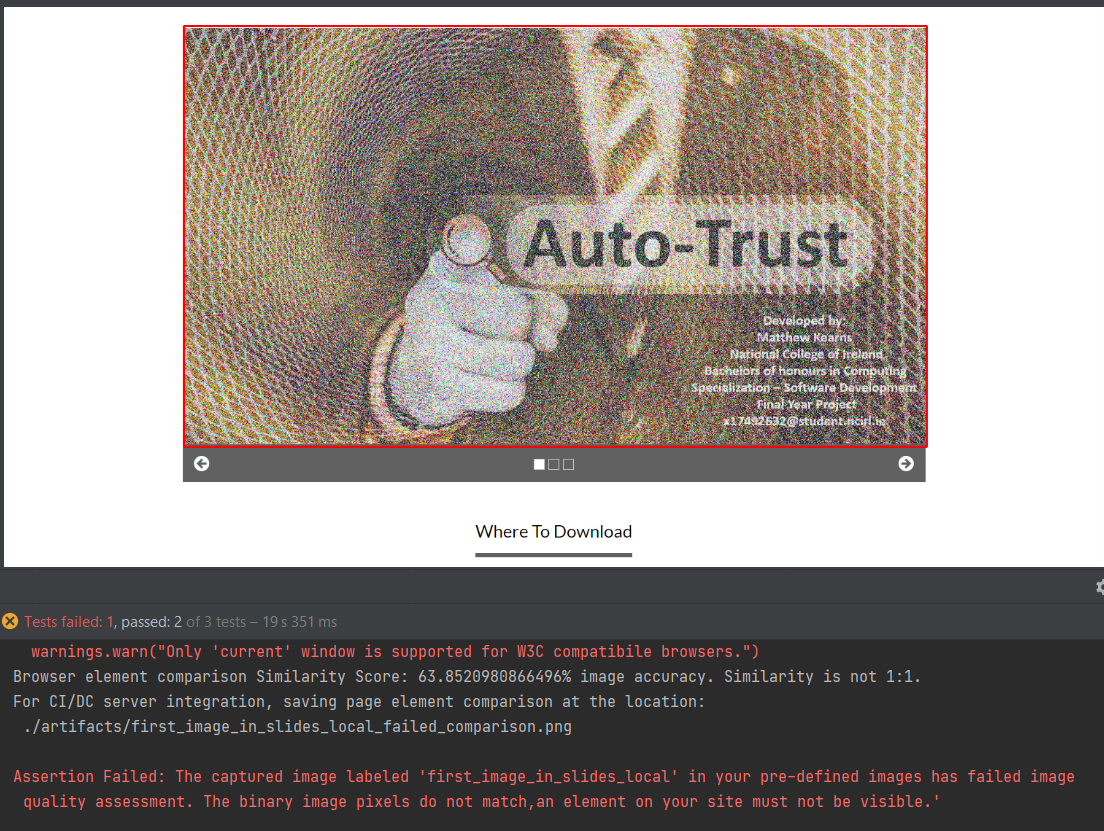 Auto-Trust
Developed by:
Matthew Kearns
National College of Ireland
Bachelors of honours in Computing
Specialization – Software Development
Final Year Project
x17492632@student.ncirl.ie
Where To Download
Tests failed: 1, passed: 2 of 3 tests – 19 s 351 ms
warnings.warn("Only 'current' window is supported for W3C compatibile browsers.")
Browser element comparison Similarity Score: 63.8520980866496% image accuracy. Similarity is not 1:1.
For CI/DC server integration, saving page element comparison at the location:
./artifacts/first_image_in_slides_local_failed_comparison.png
Assertion Failed: The captured image labeled 'first_image_in_slides_local' in your pre-defined images has failed image
quality assessment. The binary image pixels do not match,an element on your site must not be visible.'